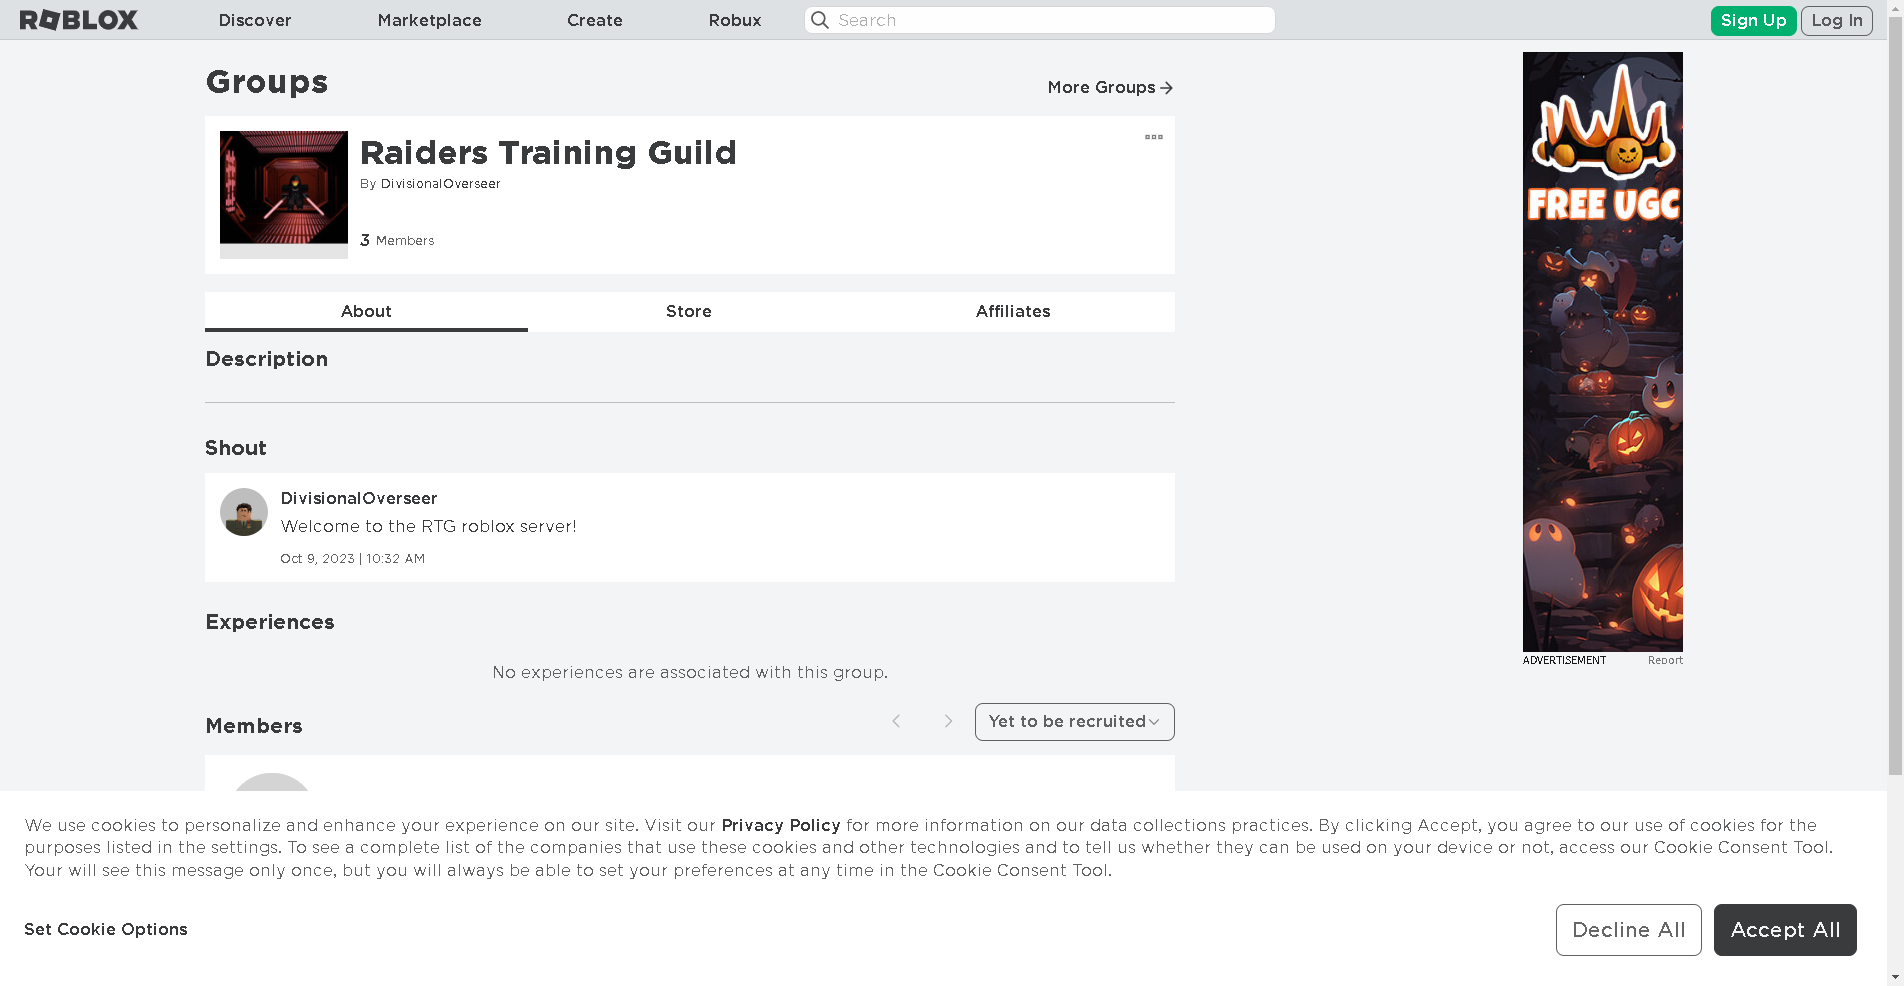 ROBLOX
Discover
Marketplace
Create
Robux
Search
Sign Up
Log In
Groups
More Groups
Raiders Training Guild
By DivisionalOverseer
3 Members
About
Store
Affiliates
Description
Shout
DivisionalOverseer
Welcome to the RTG roblox server!
Oct 9, 2023 | 10:32 AM
Experiences
No experiences are associated with this group.
Members
Yet to be recruited
FREE UGC
ADVERTISEMENT
Report
We use cookies to personalize and enhance your experience on our site. Visit our Privacy Policy for more information on our data collections practices. By clicking Accept, you agree to our use of cookies for the
purposes listed in the settings. To see a complete list of the companies that use these cookies and other technologies and to tell us whether they can be used on your device or not, access our Cookie Consent Tool.
Your will see this message only once, but you will always be able to set your preferences at any time in the Cookie Consent Tool.
Set Cookie Options
Decline All
Accept All